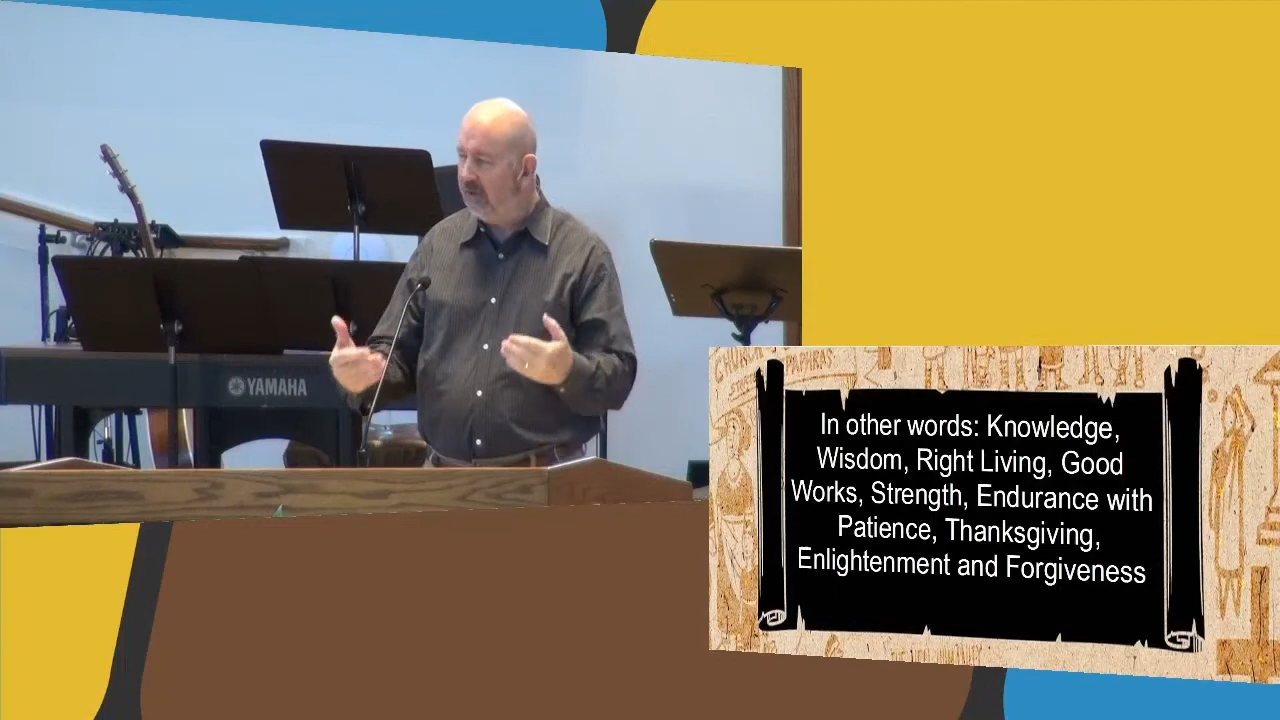 YAMAHA
In other words: Knowledge,
Wisdom, Right Living, Good
Works, Strength, Endurance with
Patience, Thanksgiving,
Enlightenment and Forgiveness